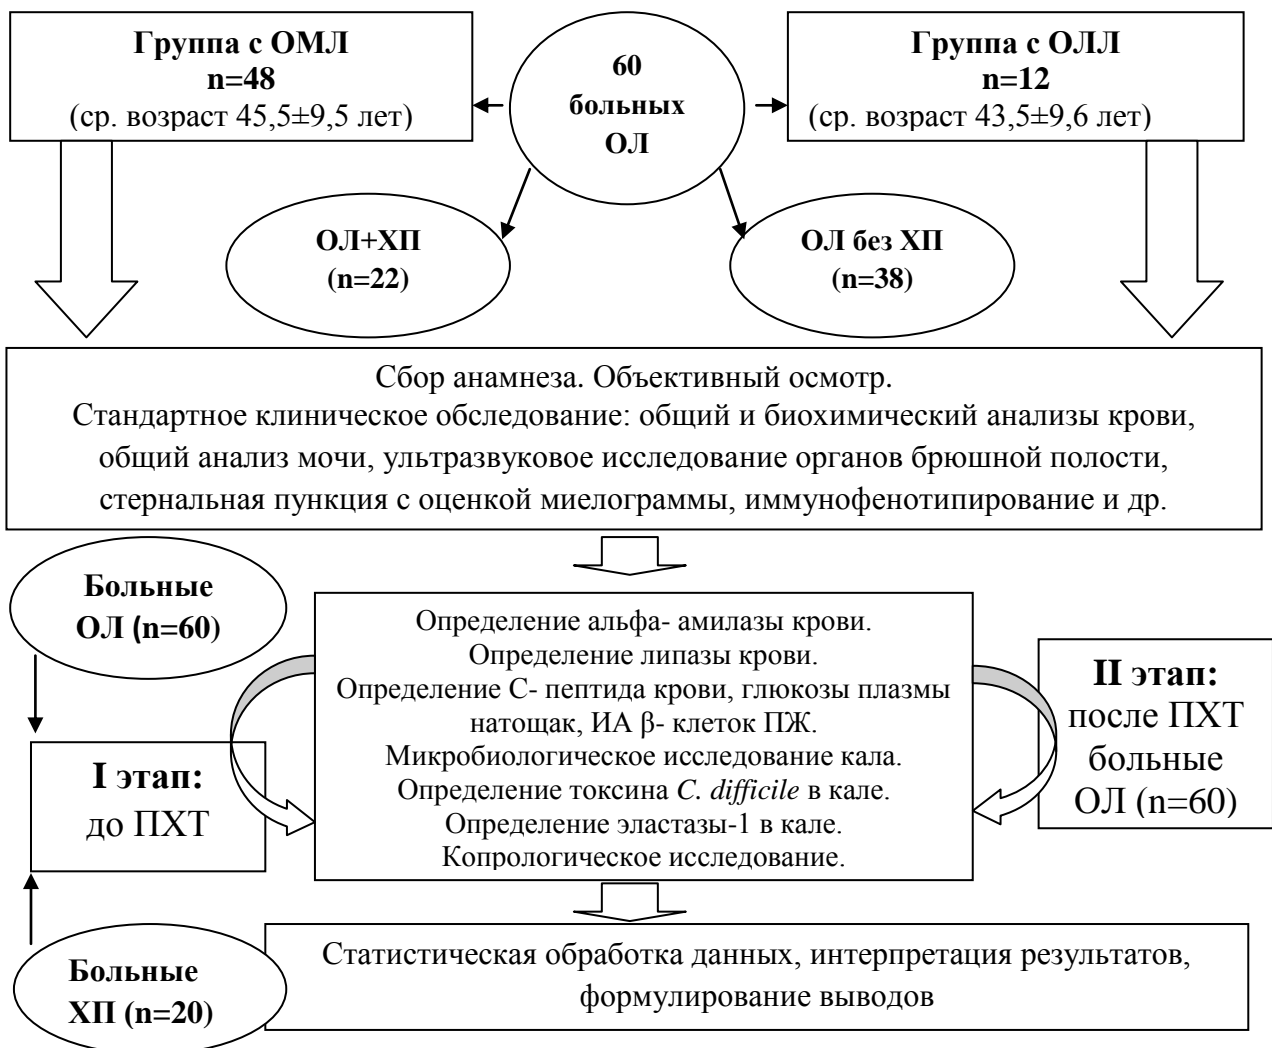 Группа с ОМЛ
n=48
(ср. возраст 45,5±9,5 лет)
60
больных
ОЛ
Группа с ОЛЛ
n=12
(ср. возраст 43,5±9,6 лет)
ОЛ+ХП
(n=22)
ОЛ без ХП
(n=38)
Сбор анамнеза. Объективный осмотр.
Стандартное клиническое обследование: общий и биохимический анализы крови,
общий анализ мочи, ультразвуковое исследование органов брюшной полости,
стернальная пункция с оценкой миелограммы, иммунофенотипирование и др.
Больные
ОЛ (n=60)
I этап:
до ПХТ
Больные
ХП (n=20)
Определение альфа- амилазы крови.
Определение липазы крови.
Определение С- пептида крови, глюкозы плазмы
натощак, ИА β- клеток ПЖ.
Микробиологическое исследование кала.
Определение токсина C. difficile в кале.
Определение эластазы-1 в кале.
Копрологическое исследование.
II этап:
после ПХТ
больные
ОЛ (n=60)
Статистическая обработка данных, интерпретация результатов,
формулирование выводов